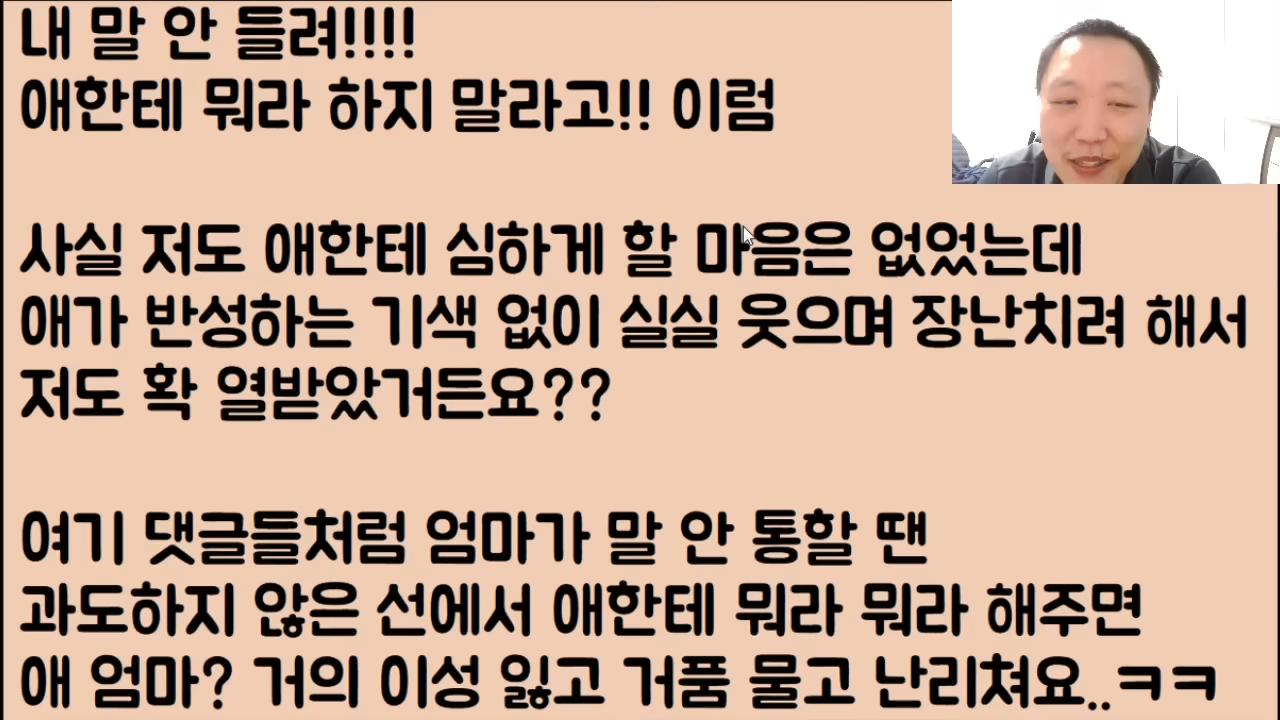 내 말 안 들려!!!!
애한테 뭐라 하지 말라고!! 이럼
사실 저도 애한테 심하게 할 마음은 없었는데
애가 반성하는 기색 없이 실실 웃으며 장난치려 해서
저도 확 열받았거든요??
여기 댓글들처럼 엄마가 말 안 통할 땐
과도하지 않은 선에서 애한테 뭐라 뭐라 해주면
애 엄마? 거의 이성 잃고 거품 물고 난리쳐요..ㅋㅋ